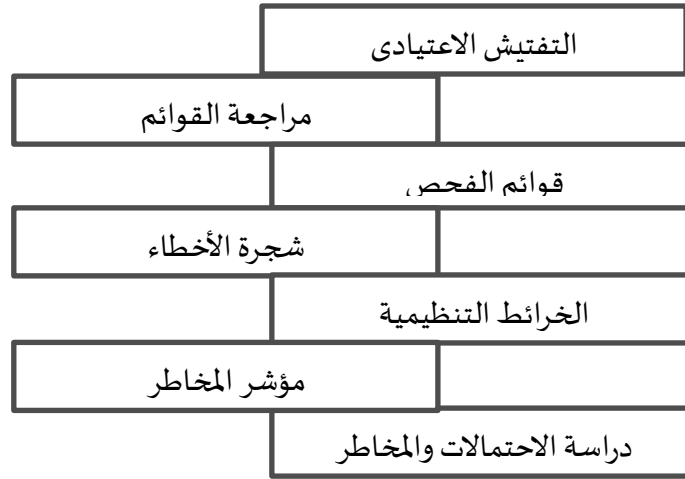 التفتيش الاعتيادى
مراجعة القوائم
قوائم الفحص
شجرة الأخطاء
الخرائط التنظيمية
مؤشر المخاطر
دراسة الاحتمالات والمخاطر